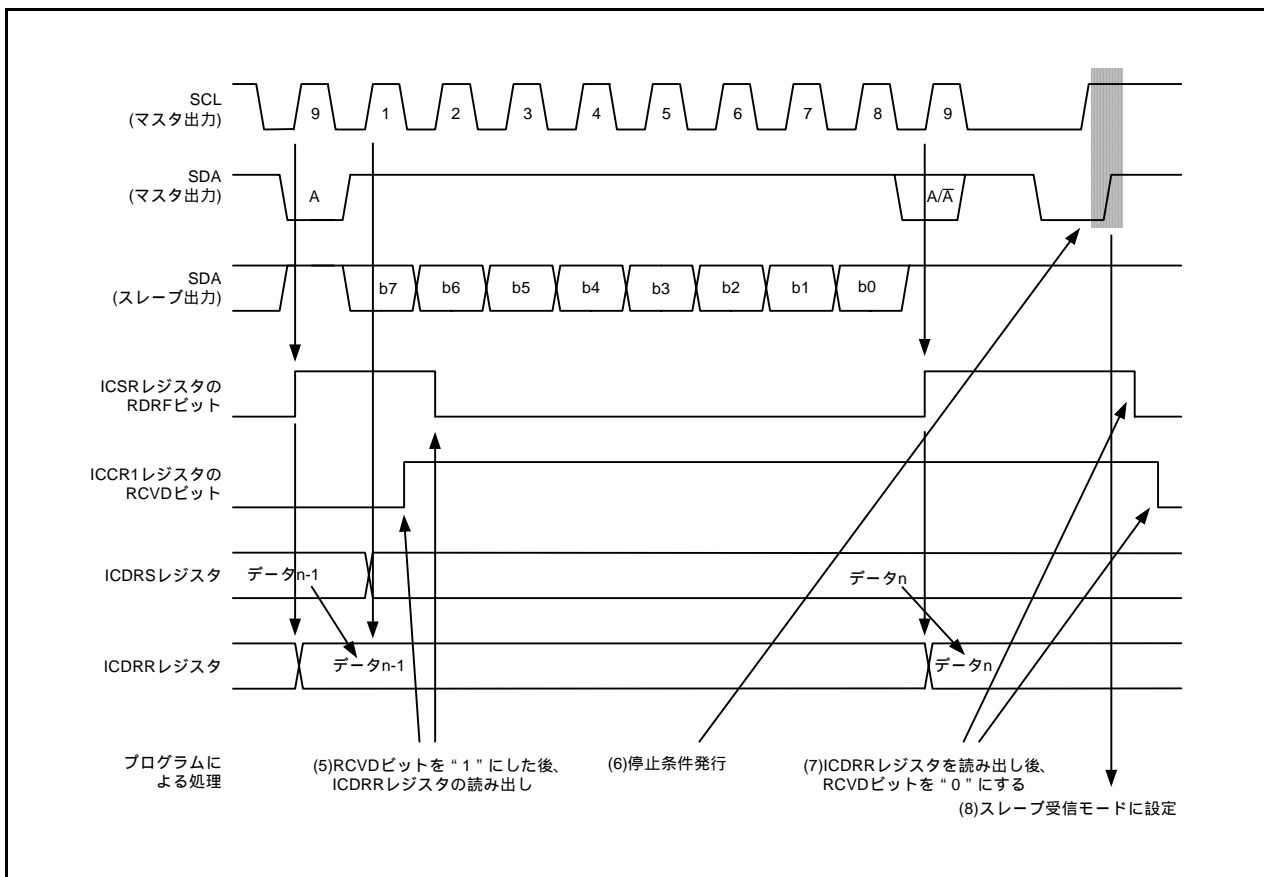 SCL
(マスタ出力)
9 1 2 3 4 5 6 7 8 9
SDA
(マスタ出力)
A A/A̅
SDA
(スレーブ出力)
b7 b6 b5 b4 b3 b2 b1 b0
ICSRレジスタの
RDRFビット
ICCR1レジスタの
RCVDビット
ICDRSレジスタ データn-1 データn
ICDRRレジスタ データn-1 データn
プログラムに
よる処理
(5)RCVDビットを“1”にした後、
ICDRRレジスタの読み出し
(6)停止条件発行
(7)ICDRRレジスタを読み出し後、
RCVDビットを“0”にする
(8)スレーブ受信モードに設定